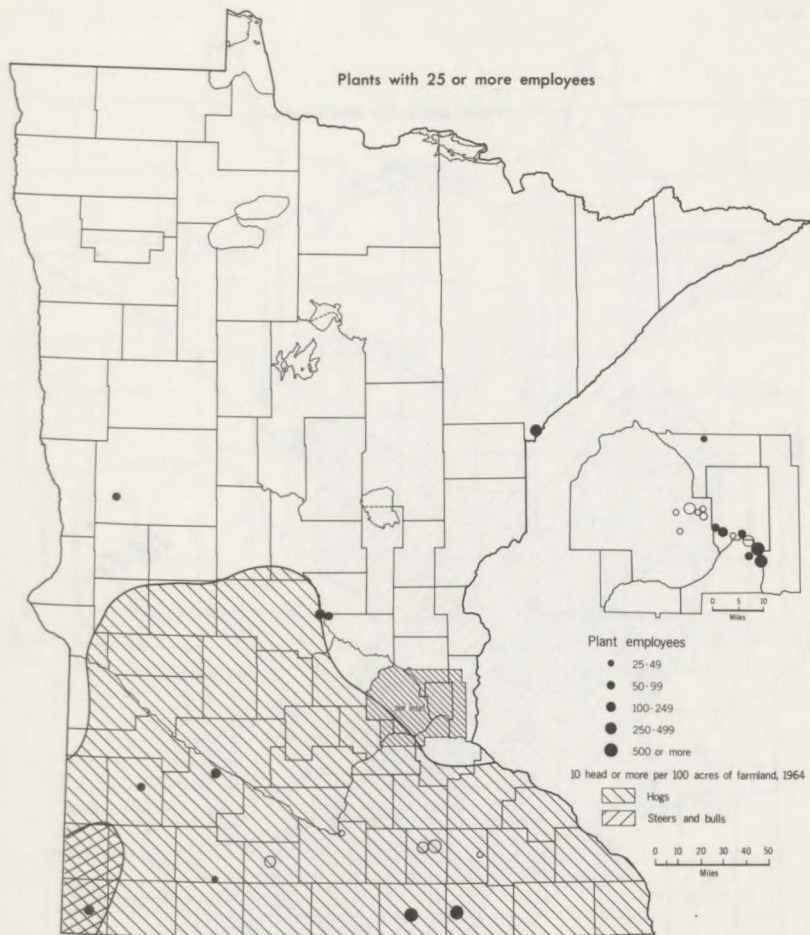 Plants with 25 or more employees
see inset
0 5 10
Miles
Plant employees
25-49
50-99
100-249
250-499
500 or more
10 head or more per 100 acres of farmland, 1964
Hogs
Steers and bulls
0 10 20 30 40 50
Miles